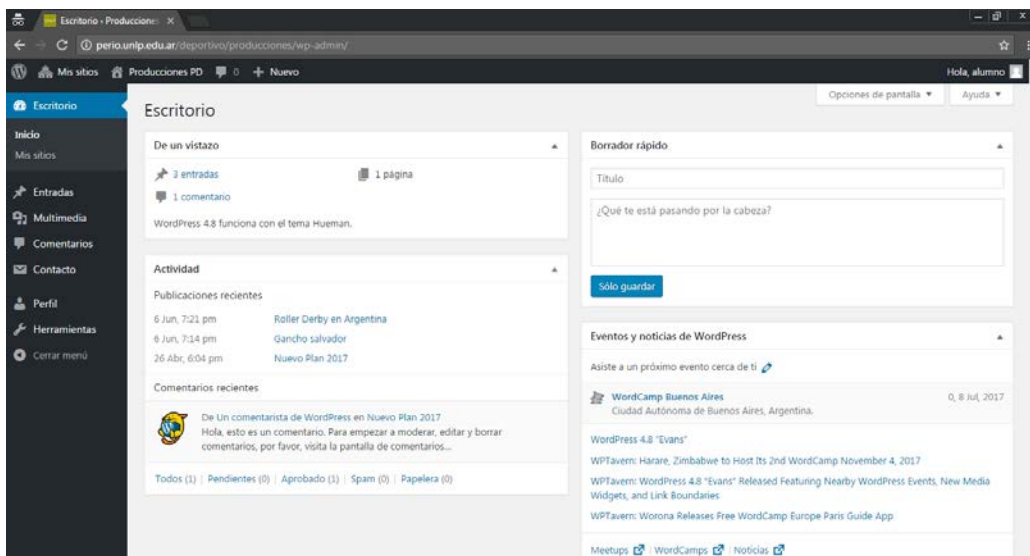 Escritorio ‹ Produccione
perio.unlp.edu.ar/deportivo/producciones/wp-admin/
Mis sitios
Producciones PD
0
Nuevo
Hola, alumno
Escritorio
Inicio
Mis sitios
Entradas
Multimedia
Comentarios
Contacto
Perfil
Herramientas
Cerrar menú
Opciones de pantalla
Ayuda
Escritorio
De un vistazo
3 entradas
1 página
1 comentario
WordPress 4.8 funciona con el tema Hueman.
Actividad
Publicaciones recientes
6 Jun, 7:21 pm Roller Derby en Argentina
6 Jun, 7:14 pm Gancho salvador
26 Abr, 6:04 pm Nuevo Plan 2017
Comentarios recientes
De Un comentarista de WordPress en Nuevo Plan 2017
Hola, esto es un comentario. Para empezar a moderar, editar y borrar
comentarios, por favor, visita la pantalla de comentarios...
Todos (1) | Pendientes (0) | Aprobado (1) | Spam (0) | Papelera (0)
Borrador rápido
Título
¿Qué te está pasando por la cabeza?
Sólo guardar
Eventos y noticias de WordPress
Asiste a un próximo evento cerca de ti
WordCamp Buenos Aires 0, 8 Jul, 2017
Ciudad Autónoma de Buenos Aires, Argentina.
WordPress 4.8 "Evans"
WPTavern: Harare, Zimbabwe to Host Its 2nd WordCamp November 4, 2017
WPTavern: WordPress 4.8 "Evans" Released Featuring Nearby WordPress Events, New Media
Widgets, and Link Boundaries
WPTavern: Worona Releases Free WordCamp Europe Paris Guide App
Meetups | WordCamps | Noticias